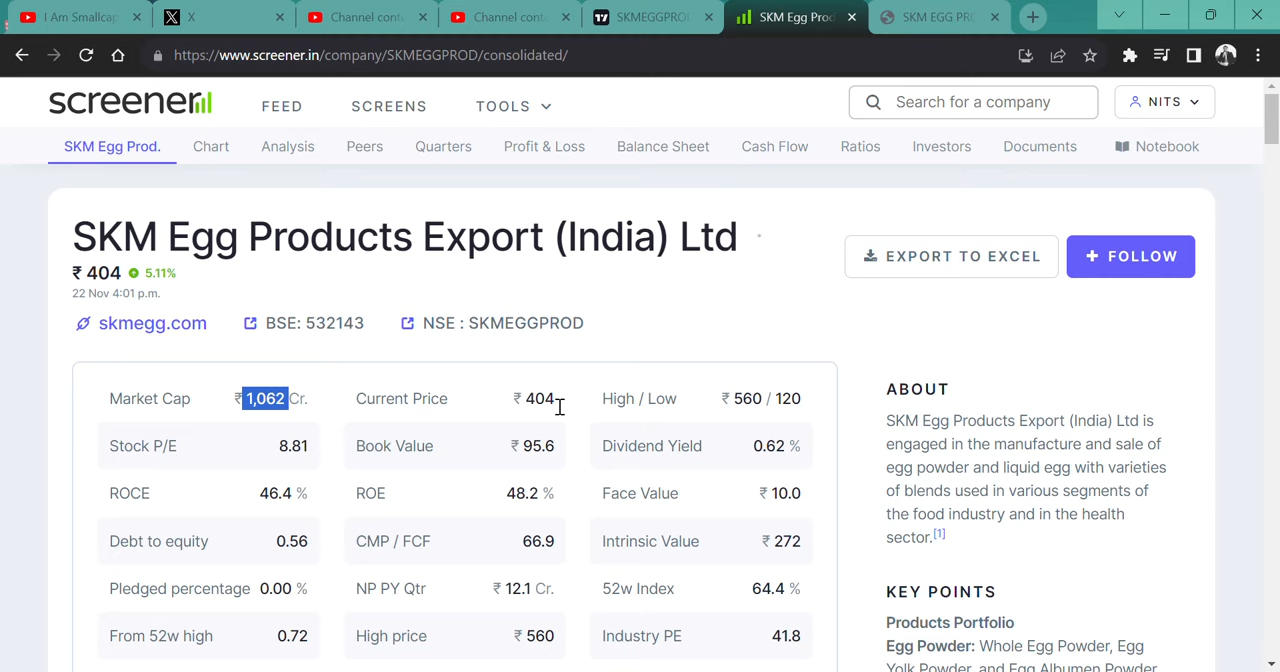 I Am Smallcap
X
Channel cont
Channel cont
SKMEGGPRO
SKM Egg Prod
SKM EGG PR
https://www.screener.in/company/SKMEGGPROD/consolidated/
screener
FEED
SCREENS
TOOLS
Search for a company
NITS
SKM Egg Prod.
Chart
Analysis
Peers
Quarters
Profit & Loss
Balance Sheet
Cash Flow
Ratios
Investors
Documents
Notebook
SKM Egg Products Export (India) Ltd
₹ 404 5.11%
22 Nov 4:01 p.m.
EXPORT TO EXCEL
+ FOLLOW
skmegg.com
BSE: 532143
NSE : SKMEGGPROD
Market Cap ₹ 1,062 Cr.
Current Price ₹ 404
High / Low ₹ 560 / 120
Stock P/E 8.81
Book Value ₹ 95.6
Dividend Yield 0.62 %
ROCE 46.4 %
ROE 48.2 %
Face Value ₹ 10.0
Debt to equity 0.56
CMP / FCF 66.9
Intrinsic Value ₹ 272
Pledged percentage 0.00 %
NP PY Qtr ₹ 12.1 Cr.
52w Index 64.4 %
From 52w high 0.72
High price ₹ 560
Industry PE 41.8
ABOUT
SKM Egg Products Export (India) Ltd is
engaged in the manufacture and sale of
egg powder and liquid egg with varieties
of blends used in various segments of
the food industry and in the health
sector.[1]
KEY POINTS
Products Portfolio
Egg Powder: Whole Egg Powder, Egg
Yolk Powder, and Egg Albumen Powder